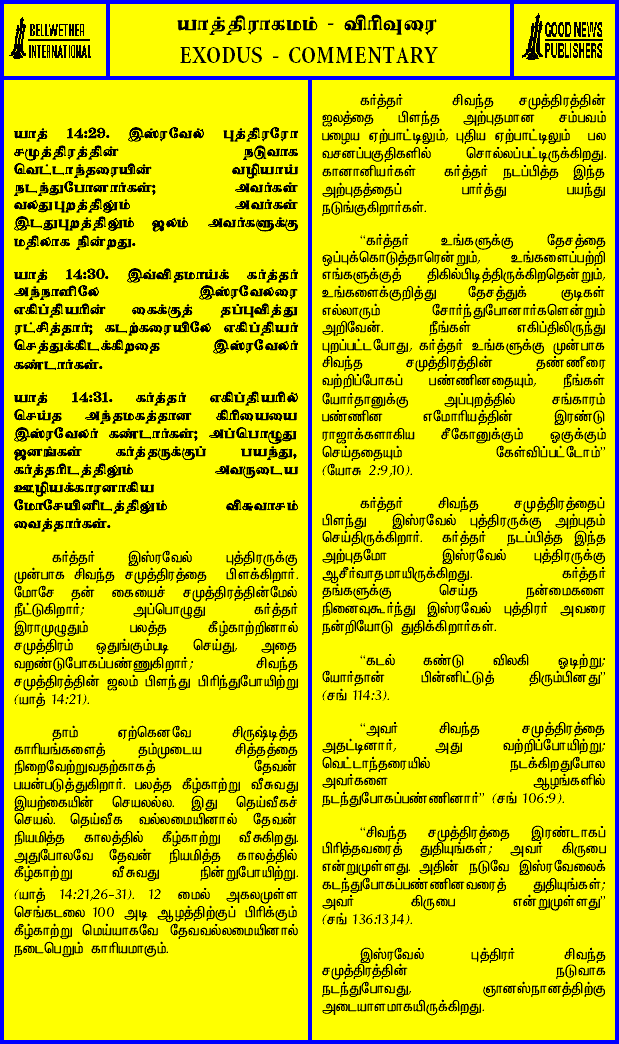 BELLWETHER
INTERNATIONAL
யாத்திராகமம் - விரிவுரை
EXODUS - COMMENTARY
GOOD NEWS
PUBLISHERS
யாத் 14:29. இஸ்ரவேல் புத்திரரோ
சமுத்திரத்தின் நடுவாக
வெட்டாந்தரையின் வழியாய்
நடந்துபோனார்கள்; அவர்கள்
வலதுபுறத்திலும் அவர்கள்
இடதுபுறத்திலும் ஜலம் அவர்களுக்கு
மதிலாக நின்றது.
யாத் 14:30. இவ்விதமாய்க் கர்த்தர்
அந்நாளிலே இஸ்ரவேலரை
எகிப்தியரின் கைக்குத் தப்புவித்து
ரட்சித்தார்; கடற்கரையிலே எகிப்தியர்
செத்துக்கிடக்கிறதை இஸ்ரவேலர்
கண்டார்கள்.
யாத் 14:31. கர்த்தர் எகிப்தியரில்
செய்த அந்தமகத்தான கிரியையை
இஸ்ரவேலர் கண்டார்கள்; அப்பொழுது
ஜனங்கள் கர்த்தருக்குப் பயந்து,
கர்த்தரிடத்திலும் அவருடைய
ஊழியக்காரனாகிய
மோசேயினிடத்திலும் விசுவாசம்
வைத்தார்கள்.
கர்த்தர் இஸ்ரவேல் புத்திரருக்கு
முன்பாக சிவந்த சமுத்திரத்தை பிளக்கிறார்.
மோசே தன் கையைச் சமுத்திரத்தின்மேல்
நீட்டுகிறார்; அப்பொழுது கர்த்தர்
இராமுழுதும் பலத்த கீழ்காற்றினால்
சமுத்திரம் ஒதுங்கும்படி செய்து, அதை
வறண்டுபோகப்பண்ணுகிறார்; சிவந்த
சமுத்திரத்தின் ஜலம் பிளந்து பிரிந்துபோயிற்று
(யாத் 14:21).
தாம் ஏற்கெனவே சிருஷ்டித்த
காரியங்களைத் தம்முடைய சித்தத்தை
நிறைவேற்றுவதற்காகத் தேவன்
பயன்படுத்துகிறார். பலத்த கீழ்காற்று வீசுவது
இயற்கையின் செயலல்ல. இது தெய்வீகச்
செயல். தெய்வீக வல்லமையினால் தேவன்
நியமித்த காலத்தில் கீழ்காற்று வீசுகிறது.
அதுபோலவே தேவன் நியமித்த காலத்தில்
கீழ்காற்று வீசுவது நின்றுபோயிற்று.
(யாத் 14:21,26-31). 12 மைல் அகலமுள்ள
செங்கடலை 100 அடி ஆழத்திற்குப் பிரிக்கும்
கீழ்காற்று மெய்யாகவே தேவவல்லமையினால்
நடைபெறும் காரியமாகும்.
கர்த்தர் சிவந்த சமுத்திரத்தின்
ஜலத்தை பிளந்த அற்புதமான சம்பவம்
பழைய ஏற்பாட்டிலும், புதிய ஏற்பாட்டிலும் பல
வசனப்பகுதிகளில் சொல்லப்பட்டிருக்கிறது.
கானானியர்கள் கர்த்தர் நடப்பித்த இந்த
அற்புதத்தைப் பார்த்து பயந்து
நடுங்குகிறார்கள்.
“கர்த்தர் உங்களுக்கு தேசத்தை
ஒப்புக்கொடுத்தாரென்றும், உங்களைப்பற்றி
எங்களுக்குத் திகில்பிடித்திருக்கிறதென்றும்,
உங்களைக்குறித்து தேசத்துக் குடிகள்
எல்லாரும் சோர்ந்துபோனார்களென்றும்
அறிவேன். நீங்கள் எகிப்திலிருந்து
புறப்பட்டபோது, கர்த்தர் உங்களுக்கு முன்பாக
சிவந்த சமுத்திரத்தின் தண்ணீரை
வற்றிப்போகப் பண்ணினதையும், நீங்கள்
யோர்தானுக்கு அப்புறத்தில் சங்காரம்
பண்ணின எமோரியத்தின் இரண்டு
ராஜாக்களாகிய சீகோனுக்கும் ஓகுக்கும்
செய்ததையும் கேள்விப்பட்டோம்”
(யோசு 2:9,10).
கர்த்தர் சிவந்த சமுத்திரத்தைப்
பிளந்து இஸ்ரவேல் புத்திரருக்கு அற்புதம்
செய்திருக்கிறார். கர்த்தர் நடப்பித்த இந்த
அற்புதமோ இஸ்ரவேல் புத்திரருக்கு
ஆசீர்வாதமாயிருக்கிறது. கர்த்தர்
தங்களுக்கு செய்த நன்மைகளை
நினைவுகூர்ந்து இஸ்ரவேல் புத்திரர் அவரை
நன்றியோடு துதிக்கிறார்கள்.
“கடல் கண்டு விலகி ஓடிற்று;
யோர்தான் பின்னிட்டுத் திரும்பினது”
(சங் 114:3).
“அவர் சிவந்த சமுத்திரத்தை
அதட்டினார், அது வற்றிப்போயிற்று;
வெட்டாந்தரையில் நடக்கிறதுபோல
அவர்களை ஆழங்களில்
நடந்துபோகப்பண்ணினார்” (சங் 106:9).
“சிவந்த சமுத்திரத்தை இரண்டாகப்
பிரித்தவரைத் துதியுங்கள்; அவர் கிருபை
என்றுமுள்ளது. அதின் நடுவே இஸ்ரவேலைக்
கடந்துபோகப்பண்ணினவரைத் துதியுங்கள்;
அவர் கிருபை என்றுமுள்ளது”
(சங் 136:13,14).
இஸ்ரவேல் புத்திரர் சிவந்த
சமுத்திரத்தின் நடுவாக
நடந்துபோவது, ஞானஸ்நானத்திற்கு
அடையாளமாகயிருக்கிறது.